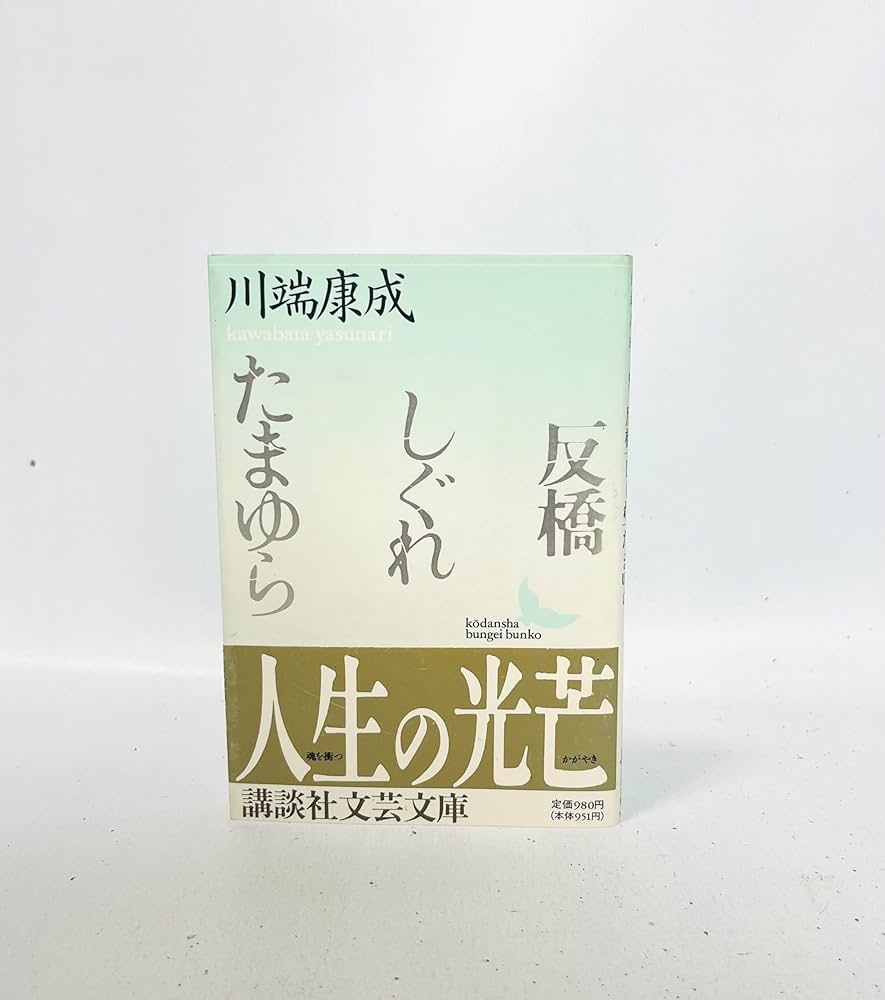 川端康成
kawabata yasunari
反橋
しぐれ
たまゆら
kōdansha
bungei bunko
人生の光芒
魂を衝つ
かがやき
講談社文芸文庫
定価980円
(本体951円)